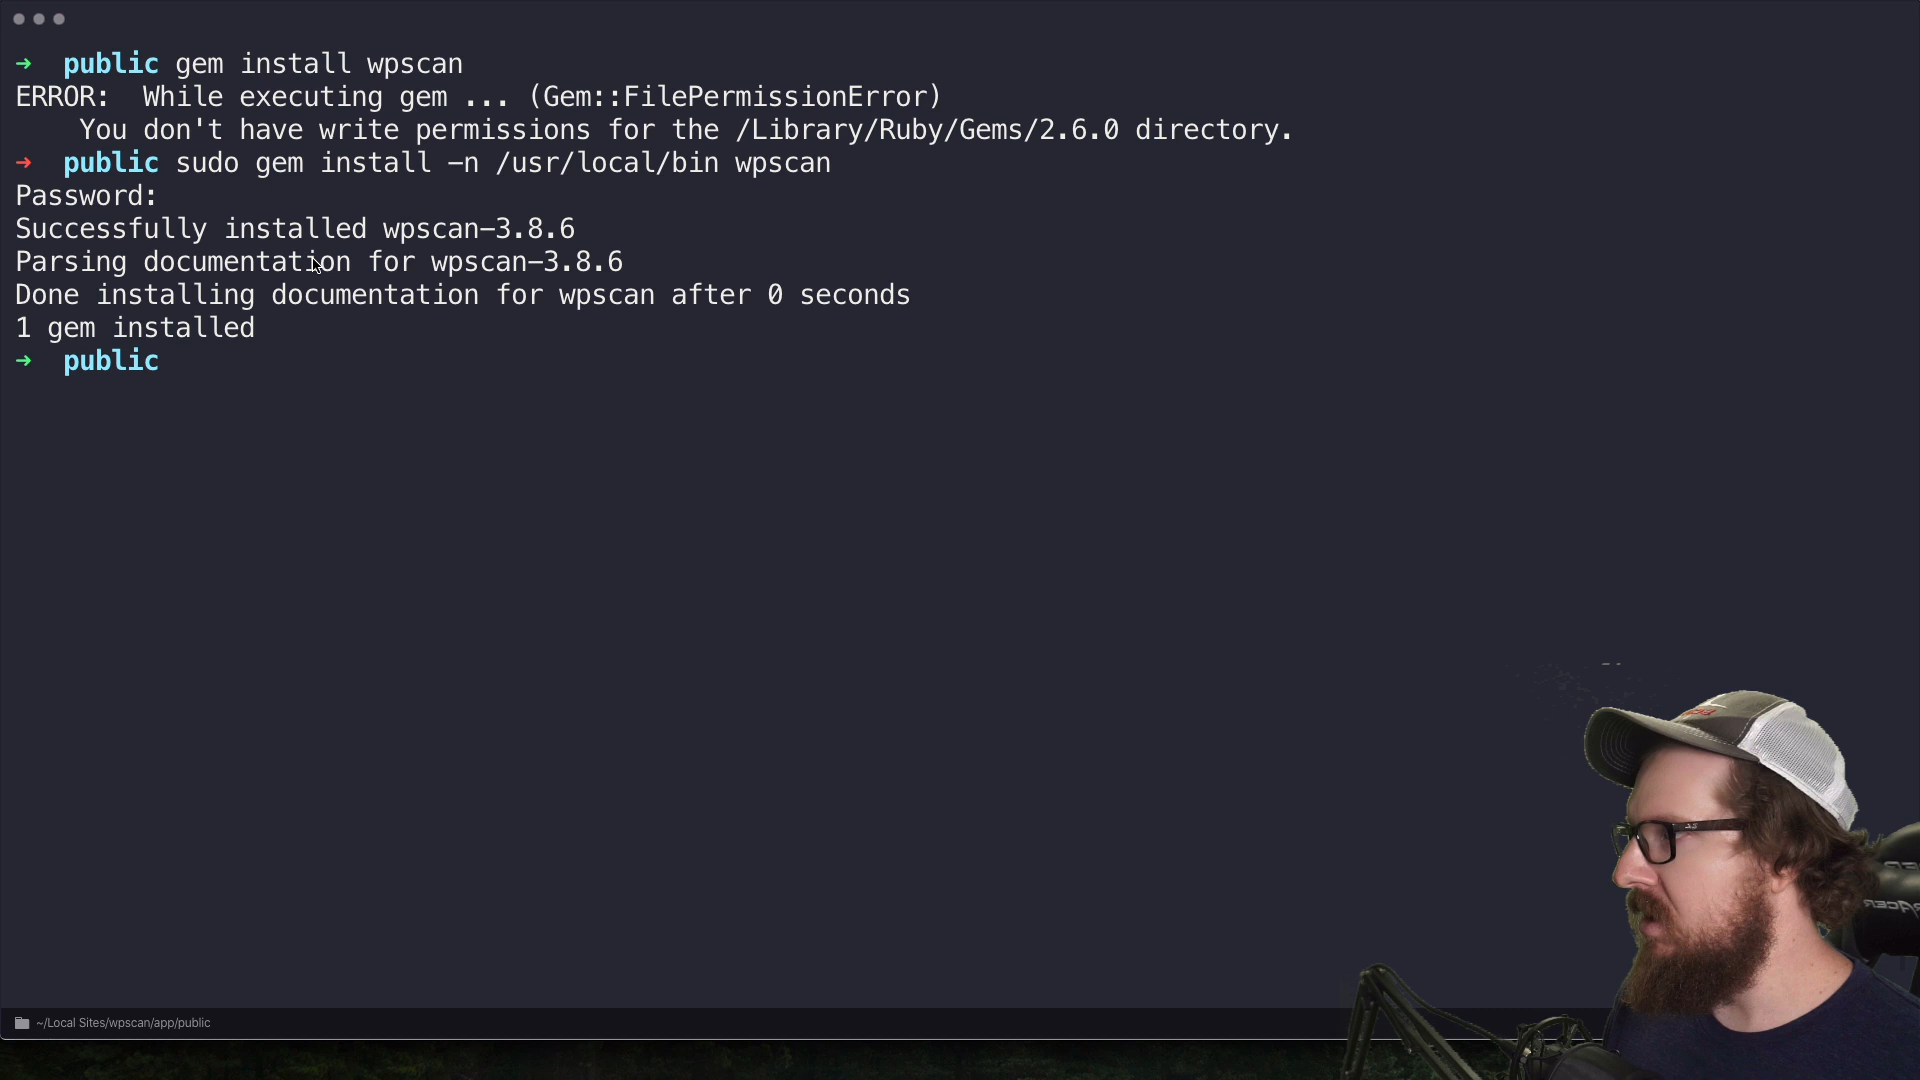 ➜  public gem install wpscan
ERROR:  While executing gem ... (Gem::FilePermissionError)
    You don't have write permissions for the /Library/Ruby/Gems/2.6.0 directory.
➜  public sudo gem install -n /usr/local/bin wpscan
Password:
Successfully installed wpscan-3.8.6
Parsing documentation for wpscan-3.8.6
Done installing documentation for wpscan after 0 seconds
1 gem installed
➜  public
~/Local Sites/wpscan/app/public